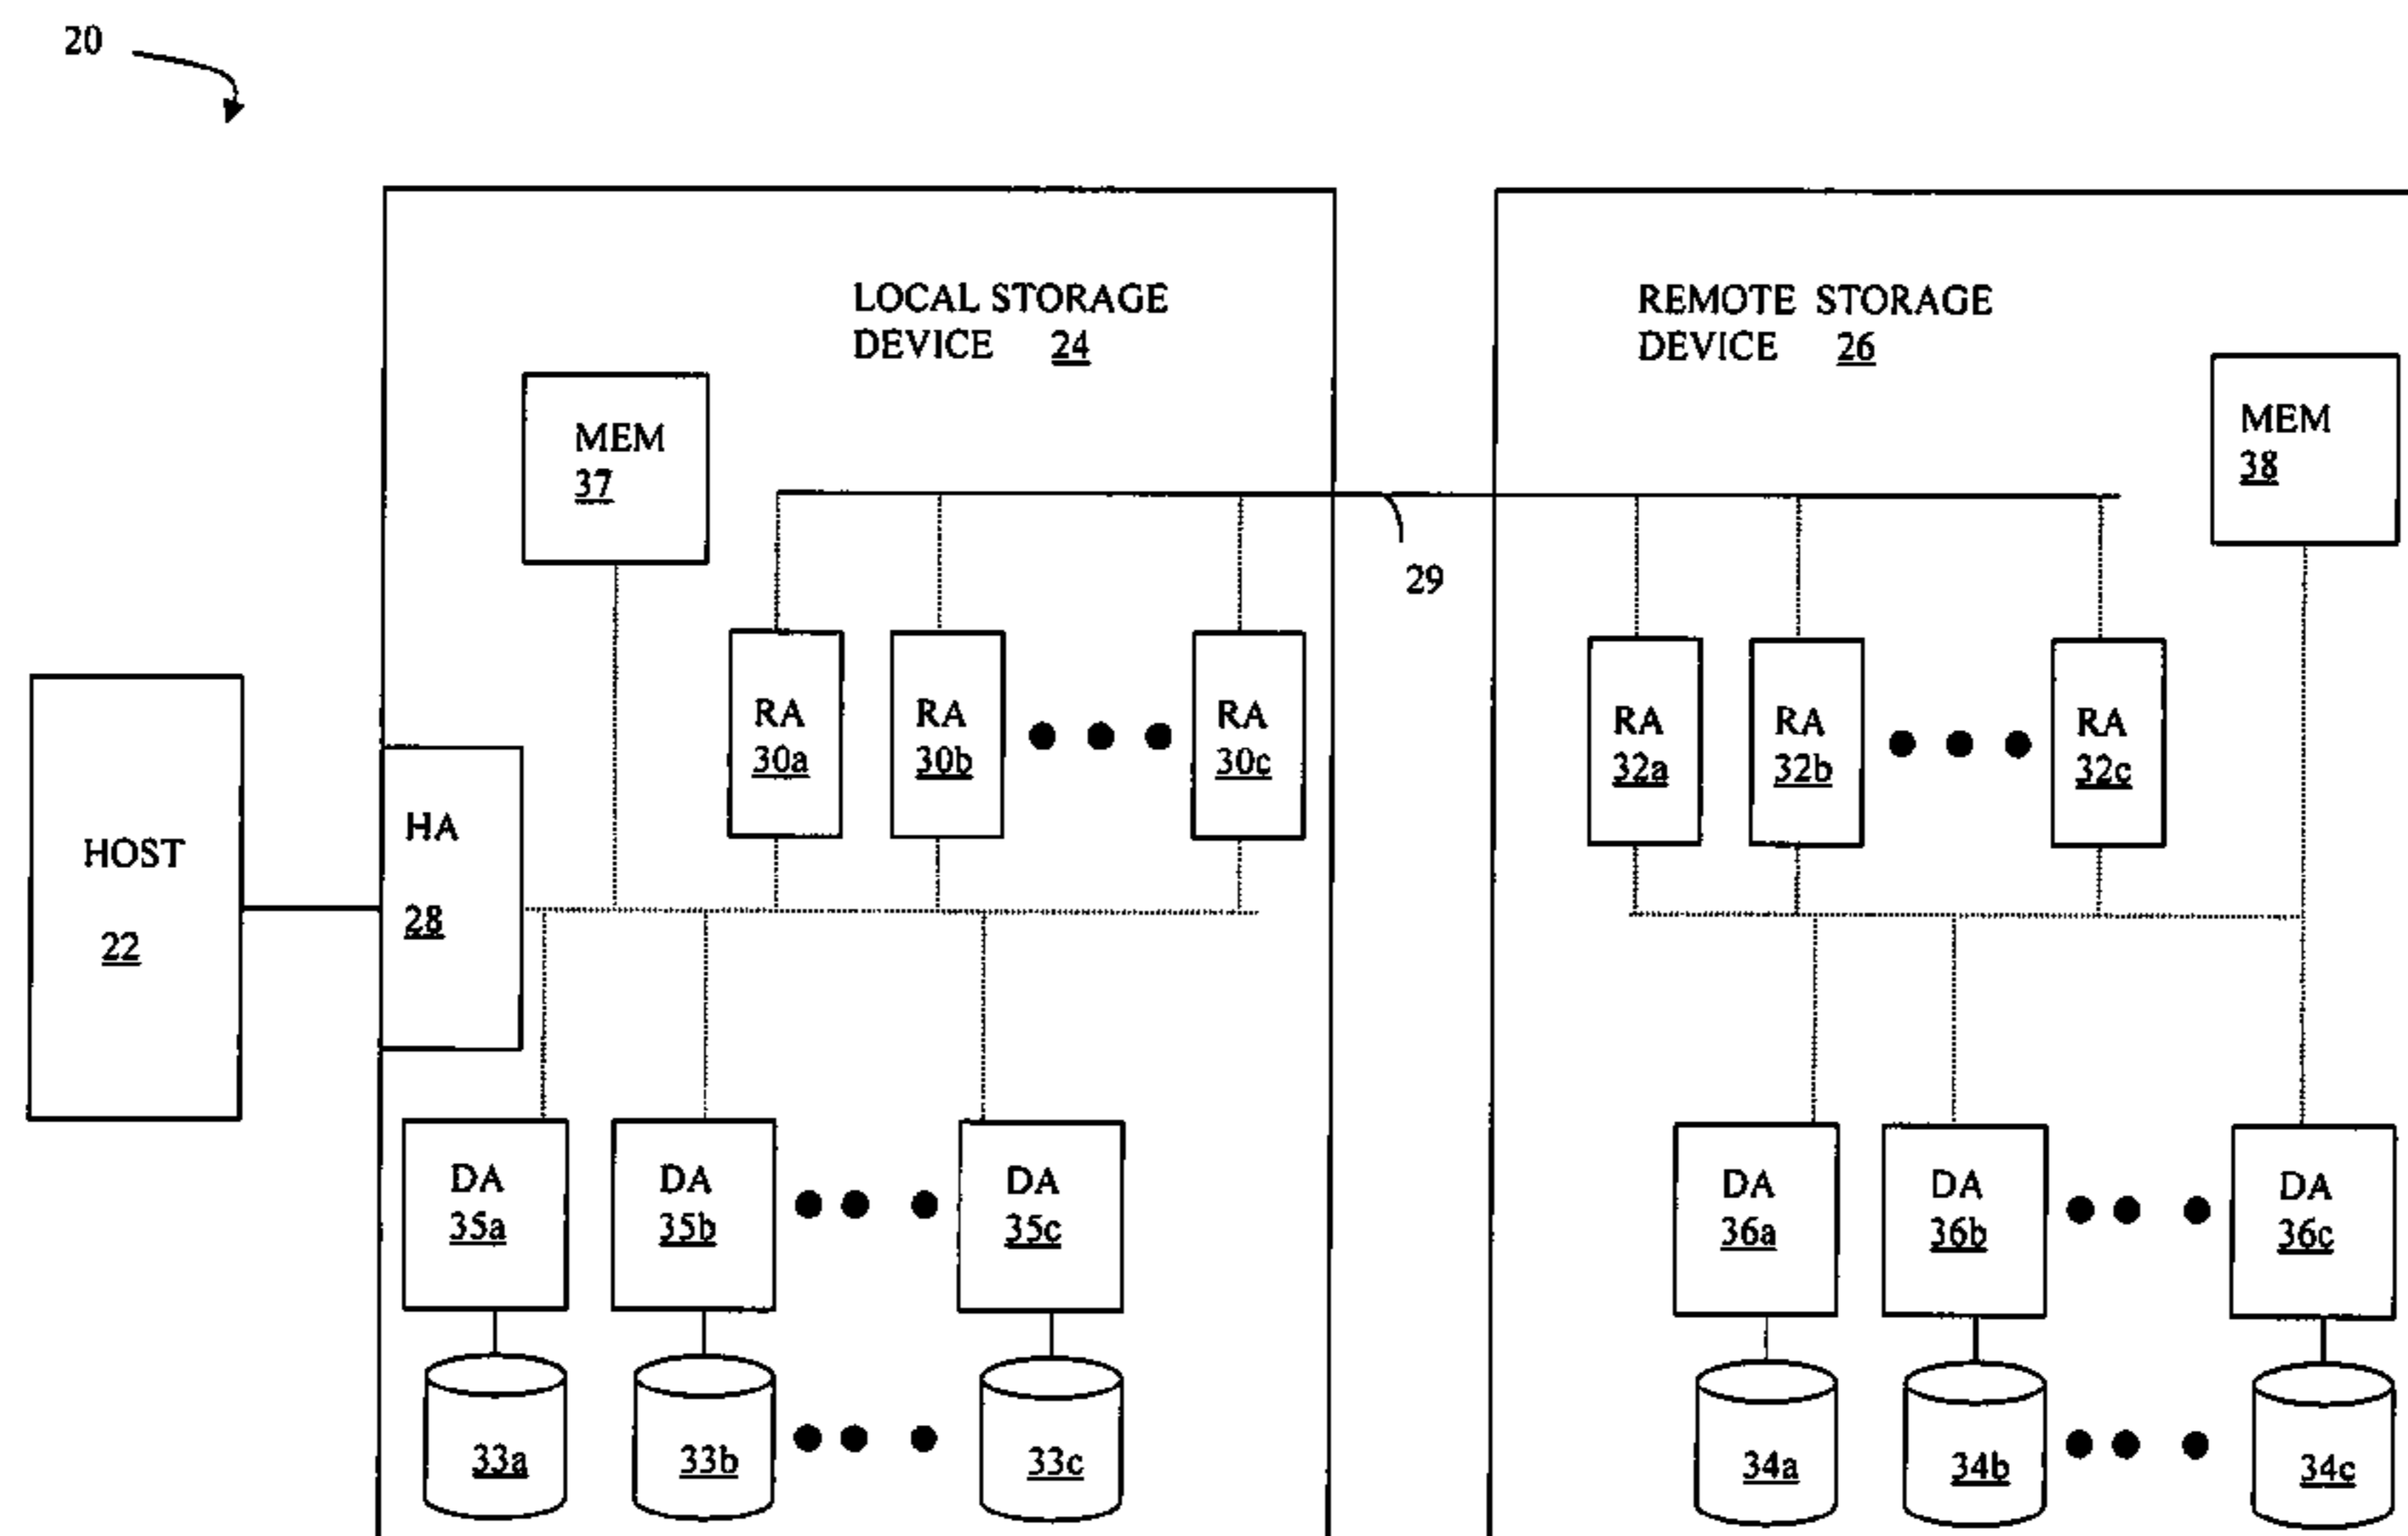 20
LOCAL STORAGE
DEVICE 24
REMOTE STORAGE
DEVICE 26
MEM
37
MEM
38
29
RA
30a
RA
30b
RA
30c
RA
32a
RA
32b
RA
32c
HOST
22
HA
28
DA
35a
DA
35b
DA
35c
DA
36a
DA
36b
DA
36c
33a
33b
33c
34a
34b
34c